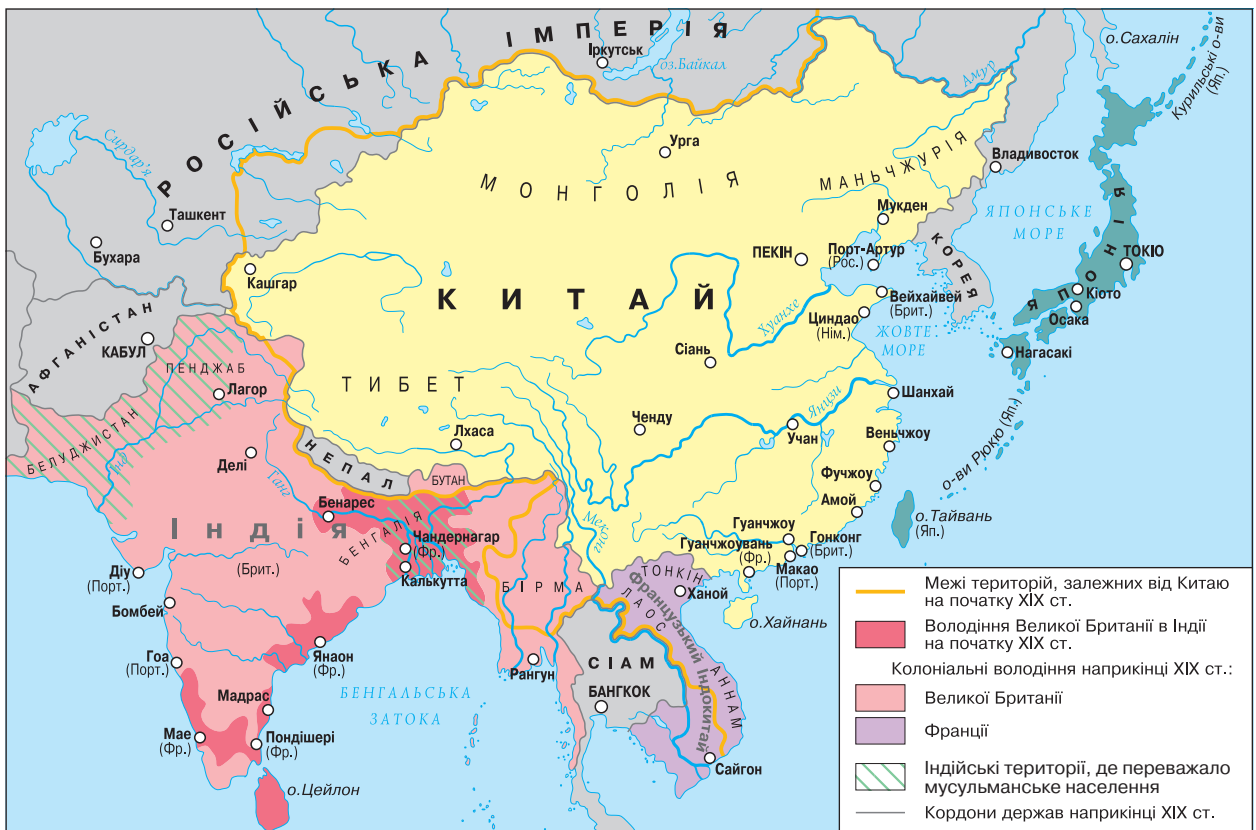 РОСІЙСЬКА ІМПЕРІЯ
Іркутськ
оз.Байкал
Амур
о.Сахалін
Курильські о-ви
(Яп.)
Сирдар'я
Ташкент
Бухара
Урга
МОНГОЛІЯ
МАНЬЧЖУРІЯ
Владивосток
Мукден
ЯПОНСЬКЕ
МОРЕ
ЯПОНІЯ
ТОКІО
Кіото
Осака
Нагасакі
КОРЕЯ
ПЕКІН
Порт-Артур
(Рос.)
Вейхайвей
(Брит.)
Циндао
(Нім.)
ЖОВТЕ
МОРЕ
Хуанхе
Кашгар
КИТАЙ
АФГАНІСТАН
КАБУЛ
ПЕНДЖАБ
Лагор
БЕЛУДЖИСТАН
Інд
Делі
Ганг
ТИБЕТ
Лхаса
Сіань
Ченду
Янцзи
Учан
Шанхай
Веньчжоу
Фучжоу
Амой
о-ви Рюкю (Яп.)
о.Тайвань
(Яп.)
НЕПАЛ
БУТАН
Бенарес
БЕНГАЛІЯ
Чандернагар
(Фр.)
Калькутта
Індія
(Брит.)
Діу
(Порт.)
Бомбей
Гоа
(Порт.)
Янаон
(Фр.)
Мадрас
Мае
(Фр.)
Пондішері
(Фр.)
о.Цейлон
БЕНГАЛЬСЬКА
ЗАТОКА
БІРМА
Рангун
Меконг
Гуанчжоу
Гуанчжоувань
(Фр.)
Гонконг
(Брит.)
Макао
(Порт.)
о.Хайнань
ТОНКІН
Ханой
ЛАОС
Французький Індокитай
АННАМ
СІАМ
БАНГКОК
Сайгон
Межі територій, залежних від Китаю
на початку XIX ст.
Володіння Великої Британії в Індії
на початку XIX ст.
Колоніальні володіння наприкінці XIX ст.:
Великої Британії
Франції
Індійські території, де переважало
мусульманське населення
Кордони держав наприкінці XIX ст.